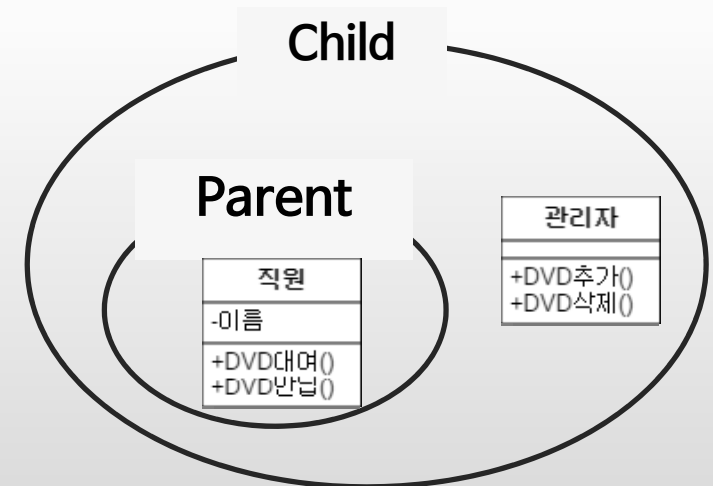 Child
Parent
직원
-이름
+DVD대여()
+DVD반납()
관리자
+DVD추가()
+DVD삭제()